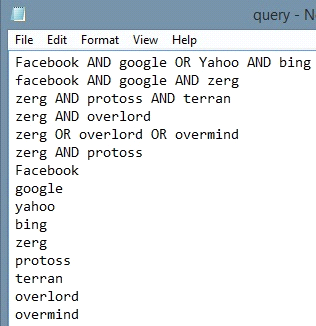 query - N
File Edit Format View Help
Facebook AND google OR Yahoo AND bing
facebook AND google AND zerg
zerg AND protoss AND terran
zerg AND overlord
zerg OR overlord OR overmind
zerg AND protoss
Facebook
google
yahoo
bing
zerg
protoss
terran
overlord
overmind